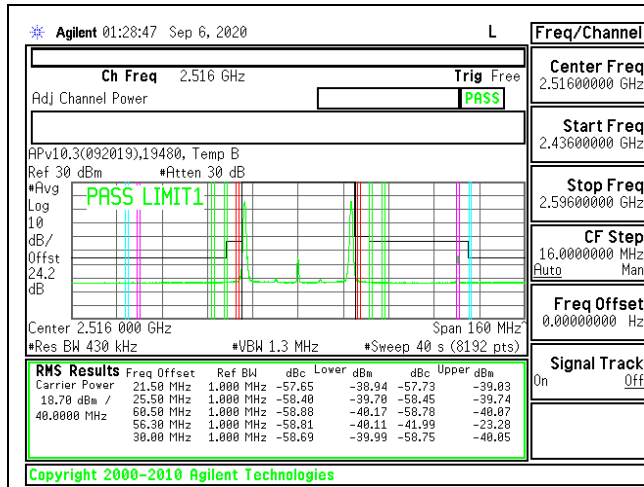 Agilent 01:28:47 Sep 6, 2020 L
Freq/Channel
Ch Freq 2.516 GHz Trig Free
Adj Channel Power PASS
Center Freq
2.51600000 GHz
Start Freq
2.43600000 GHz
Stop Freq
2.59600000 GHz
CF Step
16.0000000 MHz
Auto Man
Freq Offset
0.00000000 Hz
Signal Track
On Off
APv10.3(092019),19480, Temp B
Ref 30 dBm #Atten 30 dB
#Avg
Log
10
dB/
Offst
24.2
dB
PASS LIMIT1
Center 2.516 000 GHz Span 160 MHz
#Res BW 430 kHz #VBW 1.3 MHz #Sweep 40 s (8192 pts)
RMS Results Freq Offset Ref BW dBc Lower dBm dBc Upper dBm
Carrier Power 21.50 MHz 1.000 MHz -57.65 -38.94 -57.73 -39.03
18.70 dBm / 25.50 MHz 1.000 MHz -58.40 -39.70 -58.45 -39.74
40.0000 MHz 60.50 MHz 1.000 MHz -58.88 -40.17 -58.78 -40.07
56.30 MHz 1.000 MHz -58.81 -40.11 -41.99 -23.28
30.00 MHz 1.000 MHz -58.69 -39.99 -58.75 -40.05
Copyright 2000-2010 Agilent Technologies